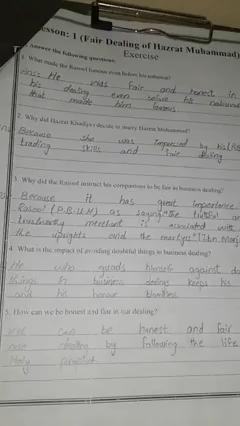 esson: 1 (Fair Dealing of Hazrat Muhammad)
Exercise
Answer the following questions:
1. What made the Rasool famous even before his nabuwat?
He was fair and honest in
his dealing even before his nabuwat
that made him famous.
2. Why did Hazrat Khadija decide to marry Hazrat Muhammad?
Because she was impressed by his
trading skills and fair dealing
3. Why did the Rasool instruct his companions to be fair in business dealing?
Because it has great importance
Rasool (P.B.U.H) as saying "the truthful an
trustworthy merchant is associated with
the uprights and the martyrs" Ibn Maj
4. What is the impact of avoiding doubtful things in business dealing?
He who guards himself against do
things in business dealings keeps his
and his honour blameless.
5. How can we be honest and fair in our dealing?
We can be honest and fair
dealing by following the life
Holy prophet